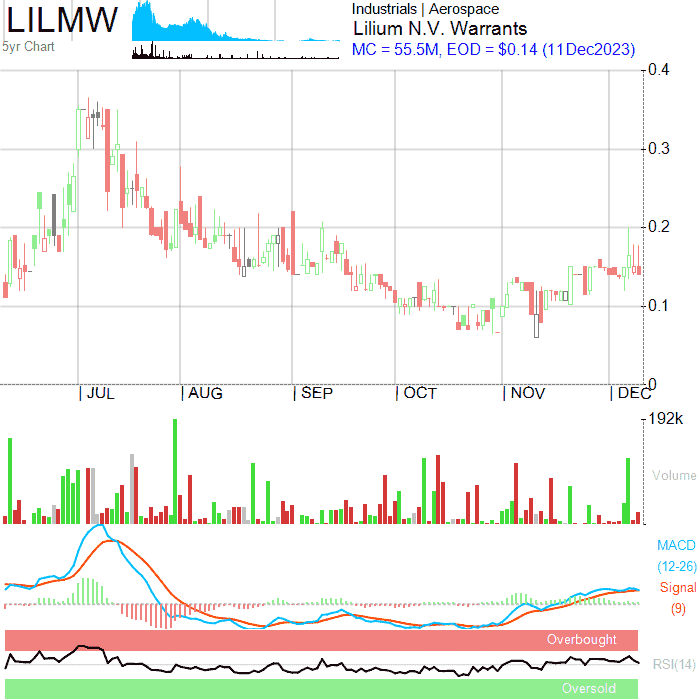 LILMW
5yr Chart
Industrials | Aerospace
Lilium N.V. Warrants
MC = 55.5M, EOD = $0.14 (11Dec2023)
0.4
0.3
0.2
0.1
0
JUL AUG SEP OCT NOV DEC
192k
Volume
MACD
(12-26)
Signal
(9)
Overbought
RSI(14)
Oversold